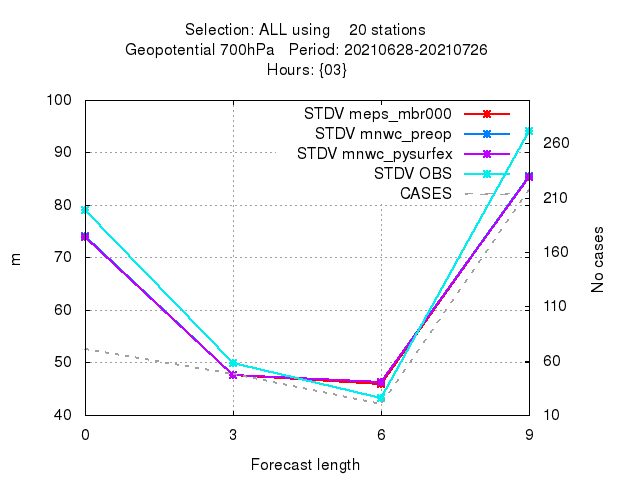 Selection: ALL using    20 stations
Geopotential 700hPa   Period: 20210628-20210726
Hours: {03}
STDV meps_mbr000
STDV mnwc_preop
STDV mnwc_pysurfex
STDV OBS
CASES
100
90
80
70
60
50
40
m
260
210
160
110
60
10
No cases
0 3 6 9
Forecast length